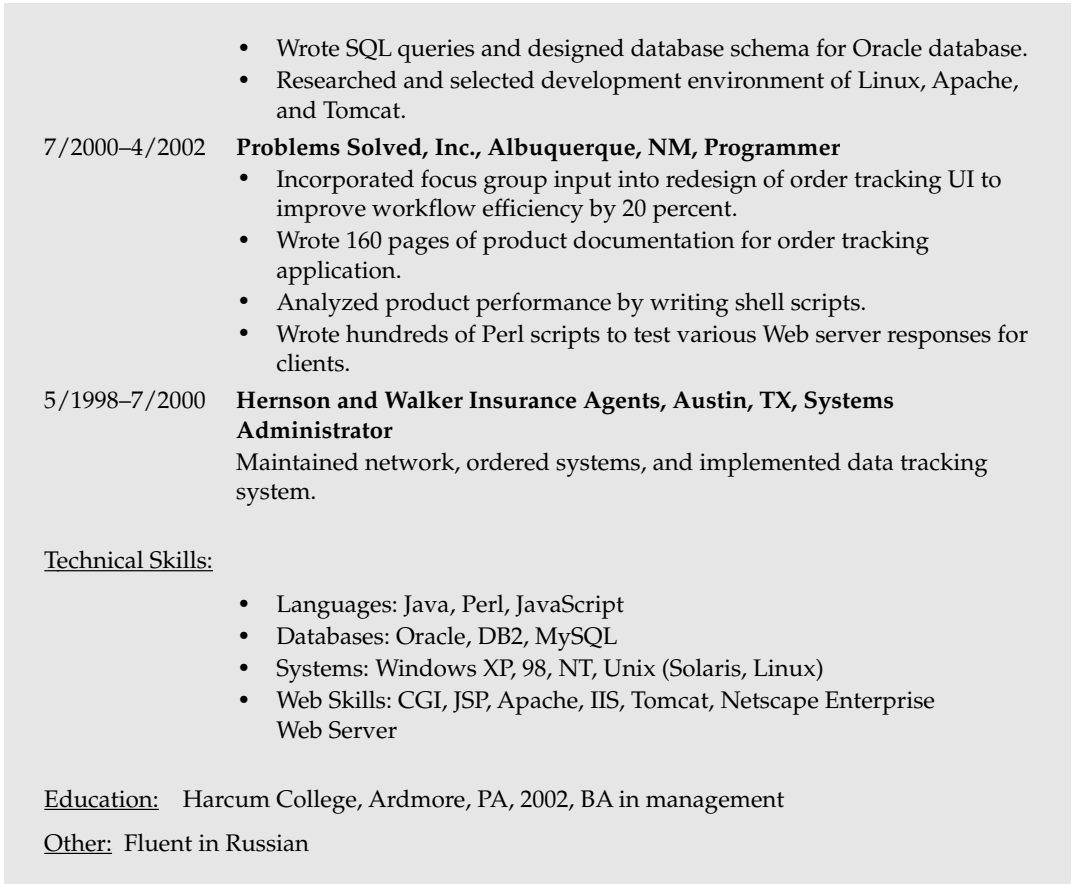 • Wrote SQL queries and designed database schema for Oracle database.
• Researched and selected development environment of Linux, Apache,
and Tomcat.
7/2000–4/2002 Problems Solved, Inc., Albuquerque, NM, Programmer
• Incorporated focus group input into redesign of order tracking UI to
improve workflow efficiency by 20 percent.
• Wrote 160 pages of product documentation for order tracking
application.
• Analyzed product performance by writing shell scripts.
• Wrote hundreds of Perl scripts to test various Web server responses for
clients.
5/1998–7/2000 Hernson and Walker Insurance Agents, Austin, TX, Systems
Administrator
Maintained network, ordered systems, and implemented data tracking
system.
Technical Skills:
• Languages: Java, Perl, JavaScript
• Databases: Oracle, DB2, MySQL
• Systems: Windows XP, 98, NT, Unix (Solaris, Linux)
• Web Skills: CGI, JSP, Apache, IIS, Tomcat, Netscape Enterprise
Web Server
Education: Harcum College, Ardmore, PA, 2002, BA in management
Other: Fluent in Russian